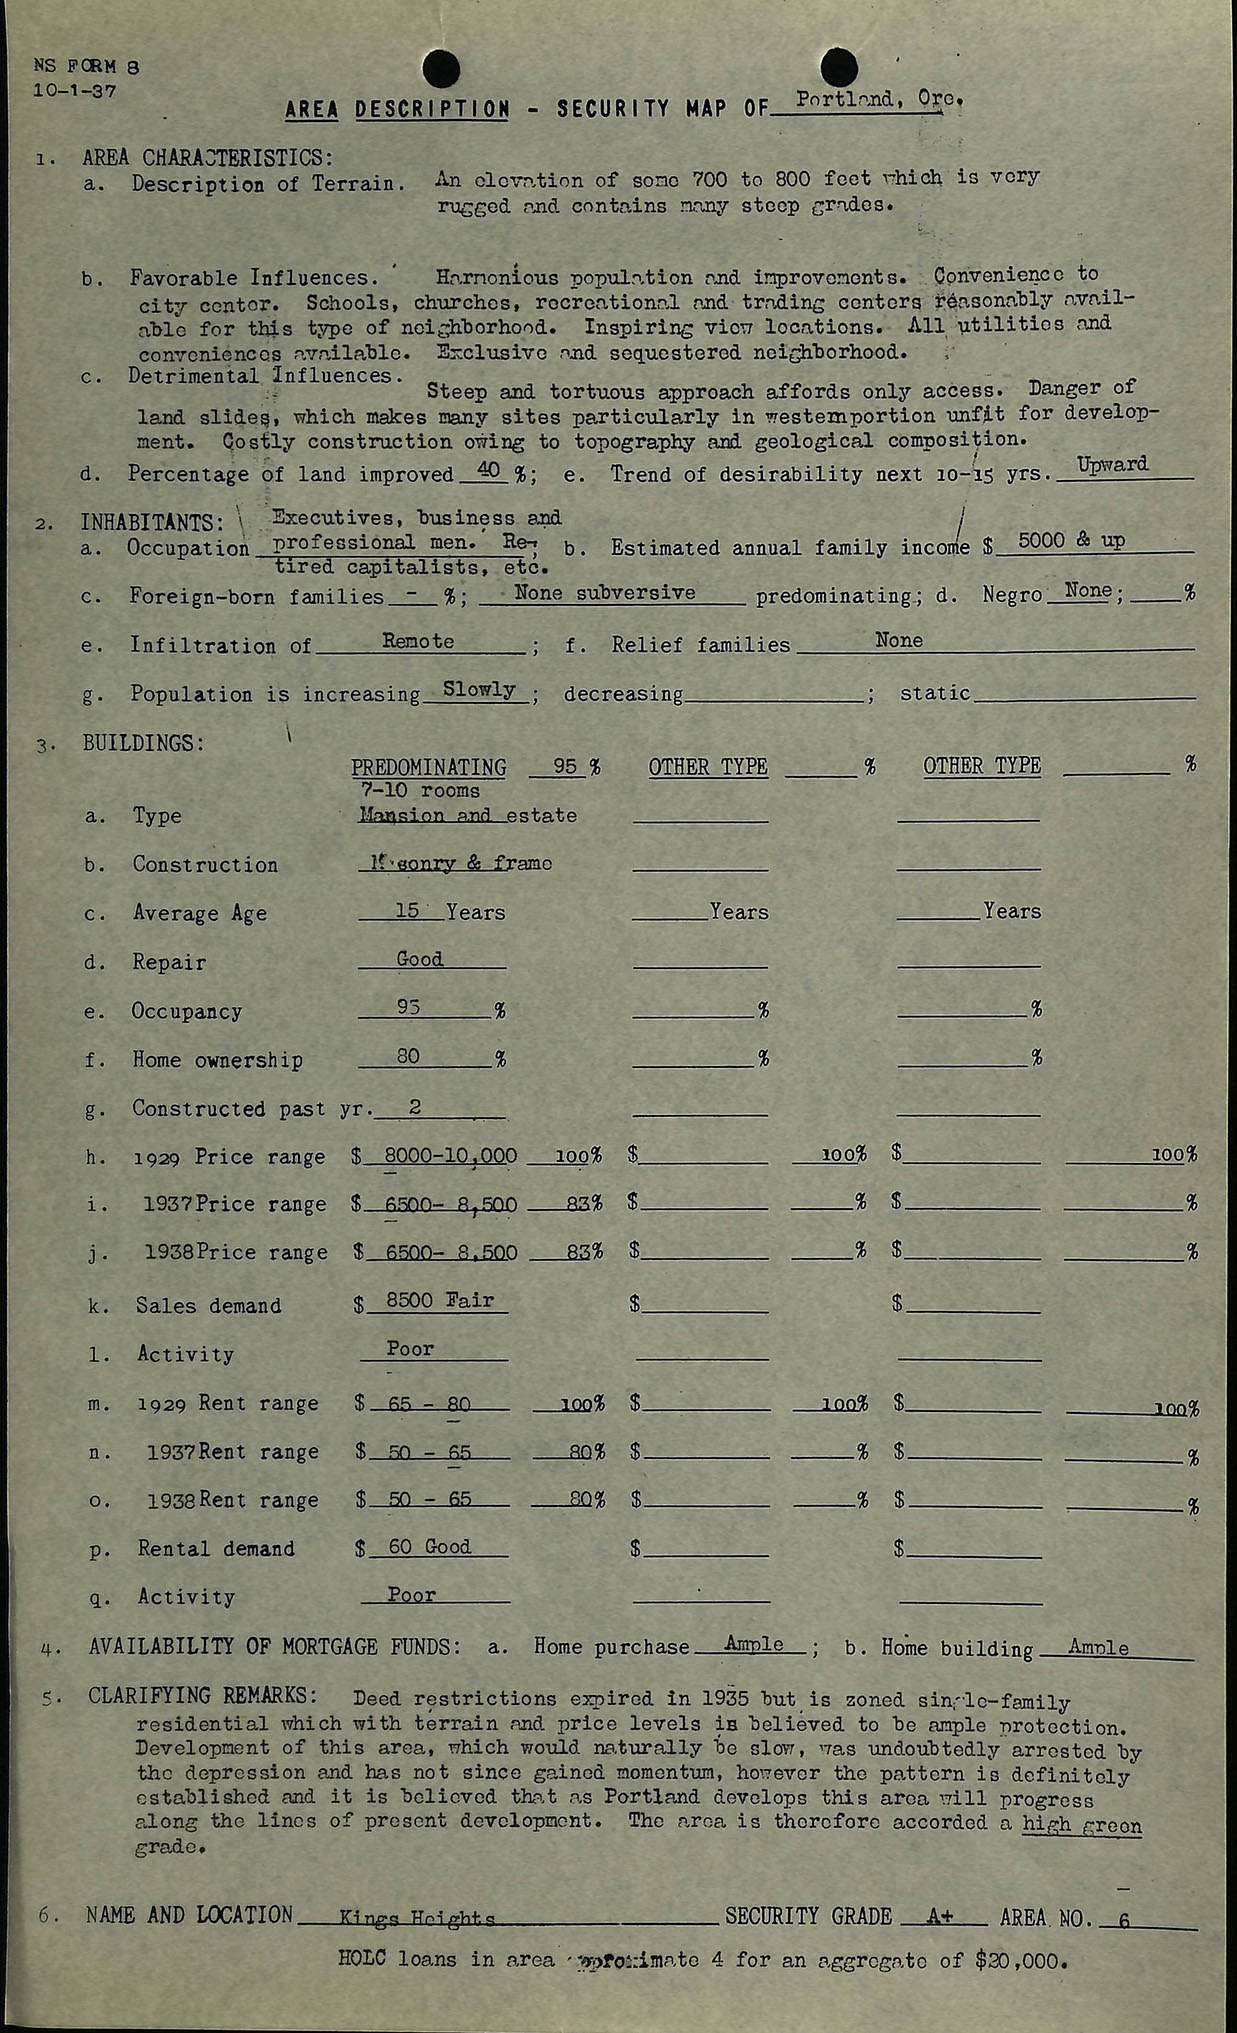 NS FORM 8
10-1-37
AREA DESCRIPTION - SECURITY MAP OF Portland, Ore.
1. AREA CHARACTERISTICS:
a. Description of Terrain. An elevation of some 700 to 800 feet which is very
rugged and contains many steep grades.
b. Favorable Influences. Harmonious population and improvements. Convenience to
city center. Schools, churches, recreational and trading centers reasonably avail-
able for this type of neighborhood. Inspiring view locations. All utilities and
conveniences available. Exclusive and sequestered neighborhood.
c. Detrimental Influences.
Steep and tortuous approach affords only access. Danger of
land slides, which makes many sites particularly in westernportion unfit for develop-
ment. Costly construction owing to topography and geological composition.
d. Percentage of land improved 40 %; e. Trend of desirability next 10-15 yrs. Upward
2. INHABITANTS: Executives, business and
a. Occupation professional men. Re-; b. Estimated annual family income $ 5000 & up
tired capitalists, etc.
c. Foreign-born families - %; None subversive predominating; d. Negro None; %
e. Infiltration of Remote ; f. Relief families None
g. Population is increasing Slowly ; decreasing ; static
3. BUILDINGS:
PREDOMINATING 95 % OTHER TYPE % OTHER TYPE %
7-10 rooms
a. Type Mansion and estate
b. Construction Masonry & frame
c. Average Age 15 Years Years Years
d. Repair Good
e. Occupancy 95 % % %
f. Home ownership 80 % % %
g. Constructed past yr. 2
h. 1929 Price range $ 8000-10,000 100% $ 100% $ 100%
i. 1937Price range $ 6500- 8,500 83% $ % $ %
j. 1938Price range $ 6500- 8,500 83% $ % $ %
k. Sales demand $ 8500 Fair $ $
l. Activity Poor
m. 1929 Rent range $ 65 - 80 100% $ 100% $ 100%
n. 1937Rent range $ 50 - 65 80% $ % $ %
o. 1938Rent range $ 50 - 65 80% $ % $ %
p. Rental demand $ 60 Good $ $
q. Activity Poor
4. AVAILABILITY OF MORTGAGE FUNDS: a. Home purchase Ample ; b. Home building Ample
5. CLARIFYING REMARKS: Deed restrictions expired in 1935 but is zoned single-family
residential which with terrain and price levels is believed to be ample protection.
Development of this area, which would naturally be slow, was undoubtedly arrested by
the depression and has not since gained momentum, however the pattern is definitely
established and it is believed that as Portland develops this area will progress
along the lines of present development. The area is therefore accorded a high green
grade.
6. NAME AND LOCATION Kings Heights SECURITY GRADE A+ AREA NO. 6
HOLC loans in area approximate 4 for an aggregate of $20,000.